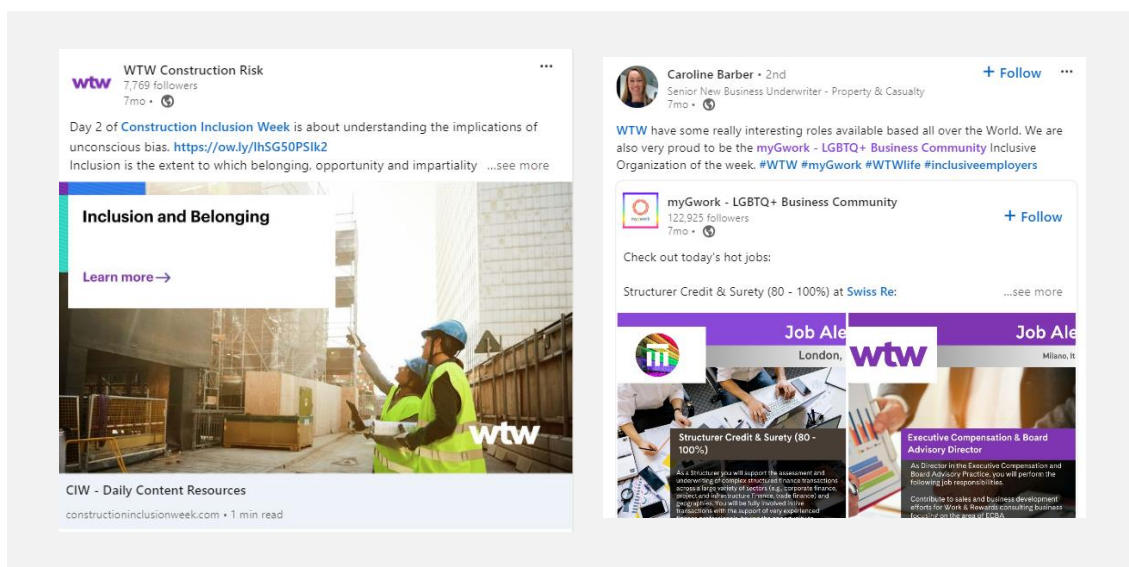 wtw
WTW Construction Risk
7,769 followers
7mo •
Day 2 of Construction Inclusion Week is about understanding the implications of
unconscious bias. https://ow.ly/IhSG50PSIk2
Inclusion is the extent to which belonging, opportunity and impartiality ...see more
Inclusion and Belonging
Learn more →
wtw
CIW - Daily Content Resources
constructioninclusionweek.com • 1 min read
Caroline Barber • 2nd
+ Follow
Senior New Business Underwriter - Property & Casualty
7mo •
WTW have some really interesting roles available based all over the World. We are
also very proud to be the myGwork - LGBTQ+ Business Community Inclusive
Organization of the week. #WTW #myGwork #WTWlife #inclusiveemployers
myGwork - LGBTQ+ Business Community
122,925 followers
+ Follow
7mo •
Check out today's hot jobs:
Structurer Credit & Surety (80 - 100%) at Swiss Re: ...see more
Job Ale
London,
Structurer Credit & Surety (80 -
100%)
As a Structurer you will support the assessment and
underwriting of complex structured finance transactions
across a large variety of sectors (e.g., corporate finance,
project and infrastructure finance, trade finance) and
geographies. You will be fully involved in live
transactions with the support of very experienced
Job Ale
wtw
Milano, It
Executive Compensation & Board
Advisory Director
As Director in the Executive Compensation and
Board Advisory Practice, you will perform the
following job responsibilities.
Contribute to sales and business development
efforts for Work & Rewards consulting business
focusing on the area of ECBA